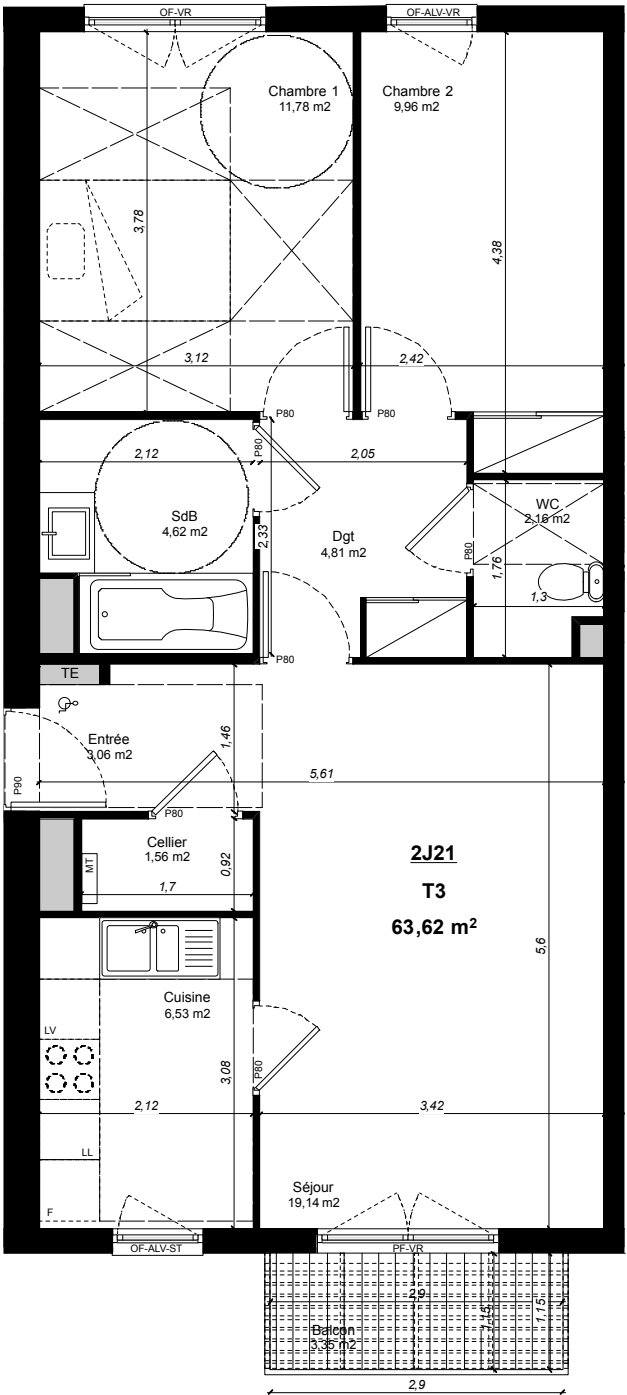 OF-VR
OF-ALV-VR
Chambre 1
11,78 m2
Chambre 2
9,96 m2
3,78
4,38
3,12
2,42
P80
P80
2,12
P80
2,05
SdB
4,62 m2
2,33
Dgt
4,81 m2
WC
2,16 m2
P80
1,76
1,3
P80
TE
Entrée
3,06 m2
1,46
5,61
P90
P80
Cellier
1,56 m2
MT
1,7
0,92
2J21
T3
63,62 m²
5,6
Cuisine
6,53 m2
LV
3,08
P80
2,12
3,42
LL
F
Séjour
19,14 m2
OF-ALV-ST
PF-VR
2,9
1,15
1,15
Balcon
3,35 m2
2,9